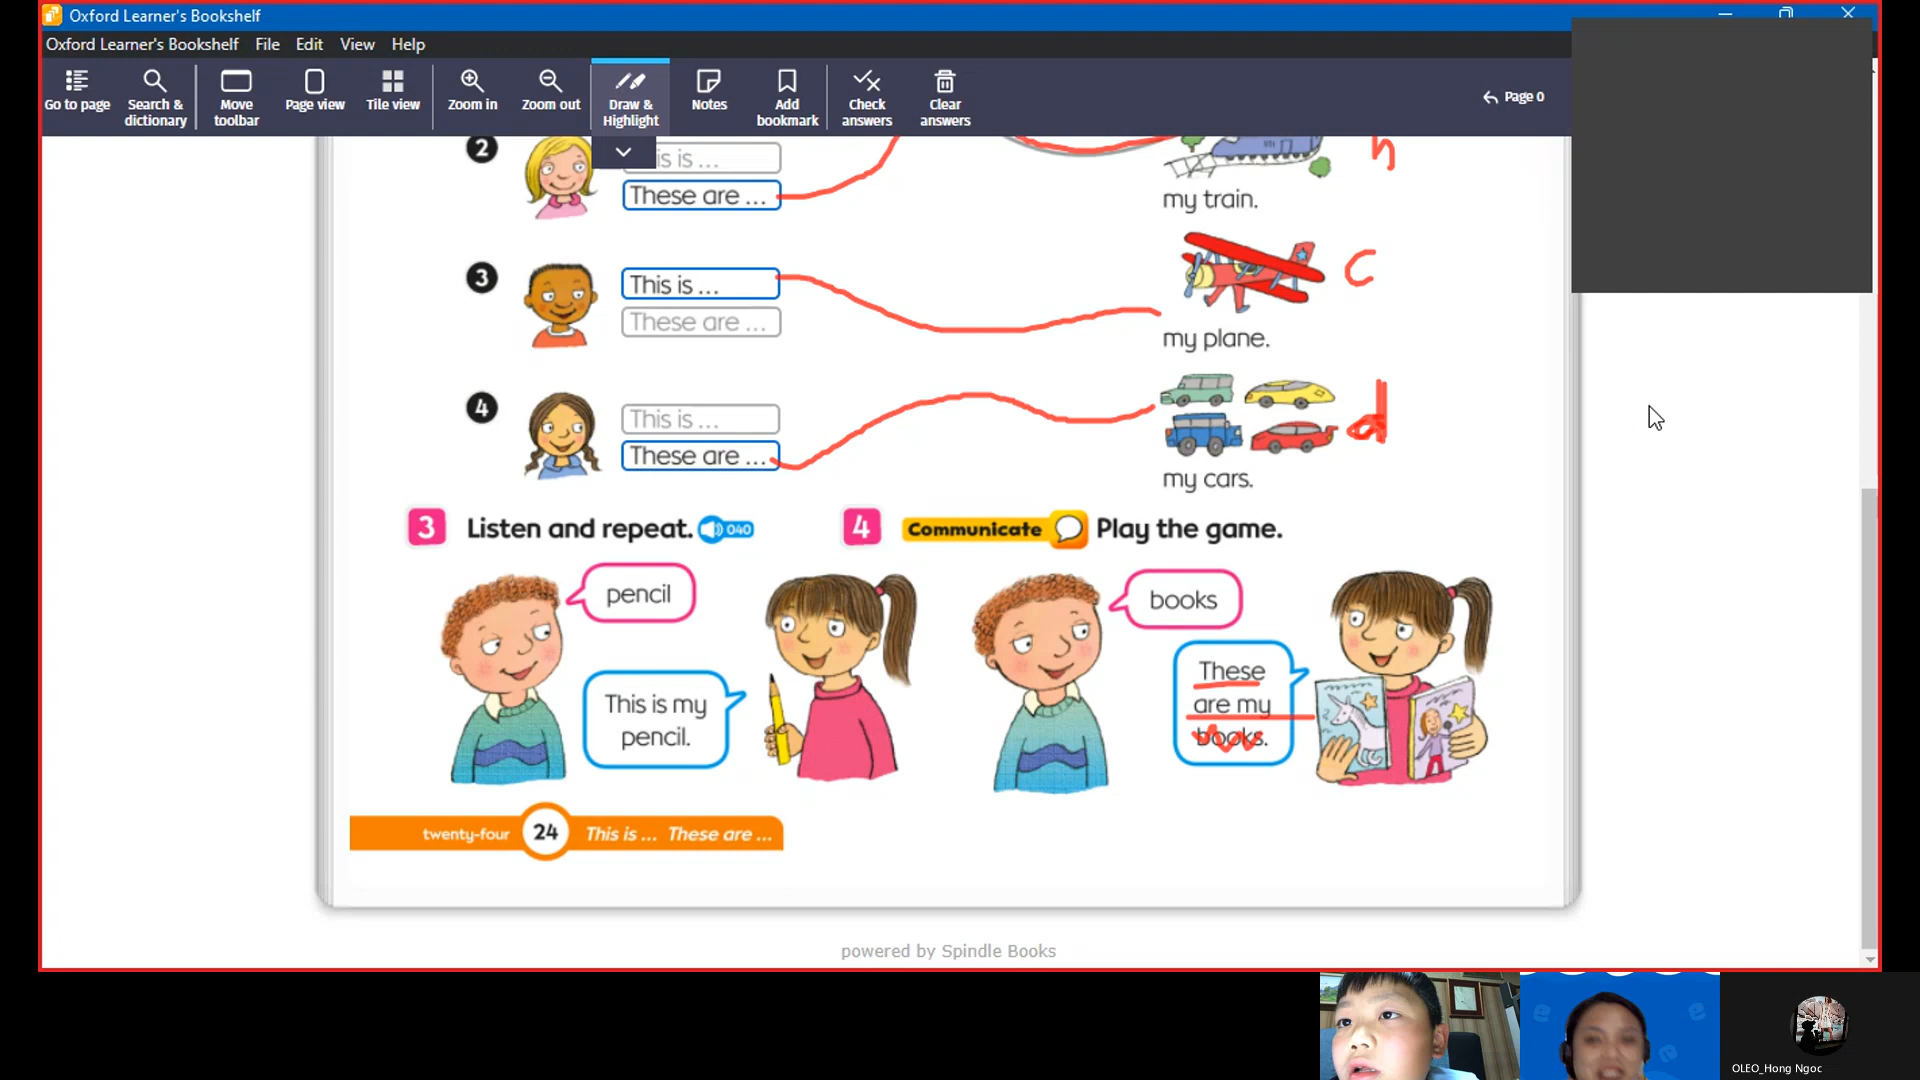 Oxford Learner's Bookshelf
Oxford Learner's Bookshelf File Edit View Help
Go to page
Search & dictionary
Move toolbar
Page view
Tile view
Zoom in
Zoom out
Draw & Highlight
Notes
Add bookmark
Check answers
Clear answers
Page 0
2
is is ...
These are ...
my train.
h
3
This is ...
These are ...
my plane.
c
4
This is ...
These are ...
my cars.
d
3 Listen and repeat. 040
4 Communicate Play the game.
pencil
This is my
pencil.
books
These
are my
books.
twenty-four 24 This is ... These are ...
powered by Spindle Books
OLEO_Hong Ngoc